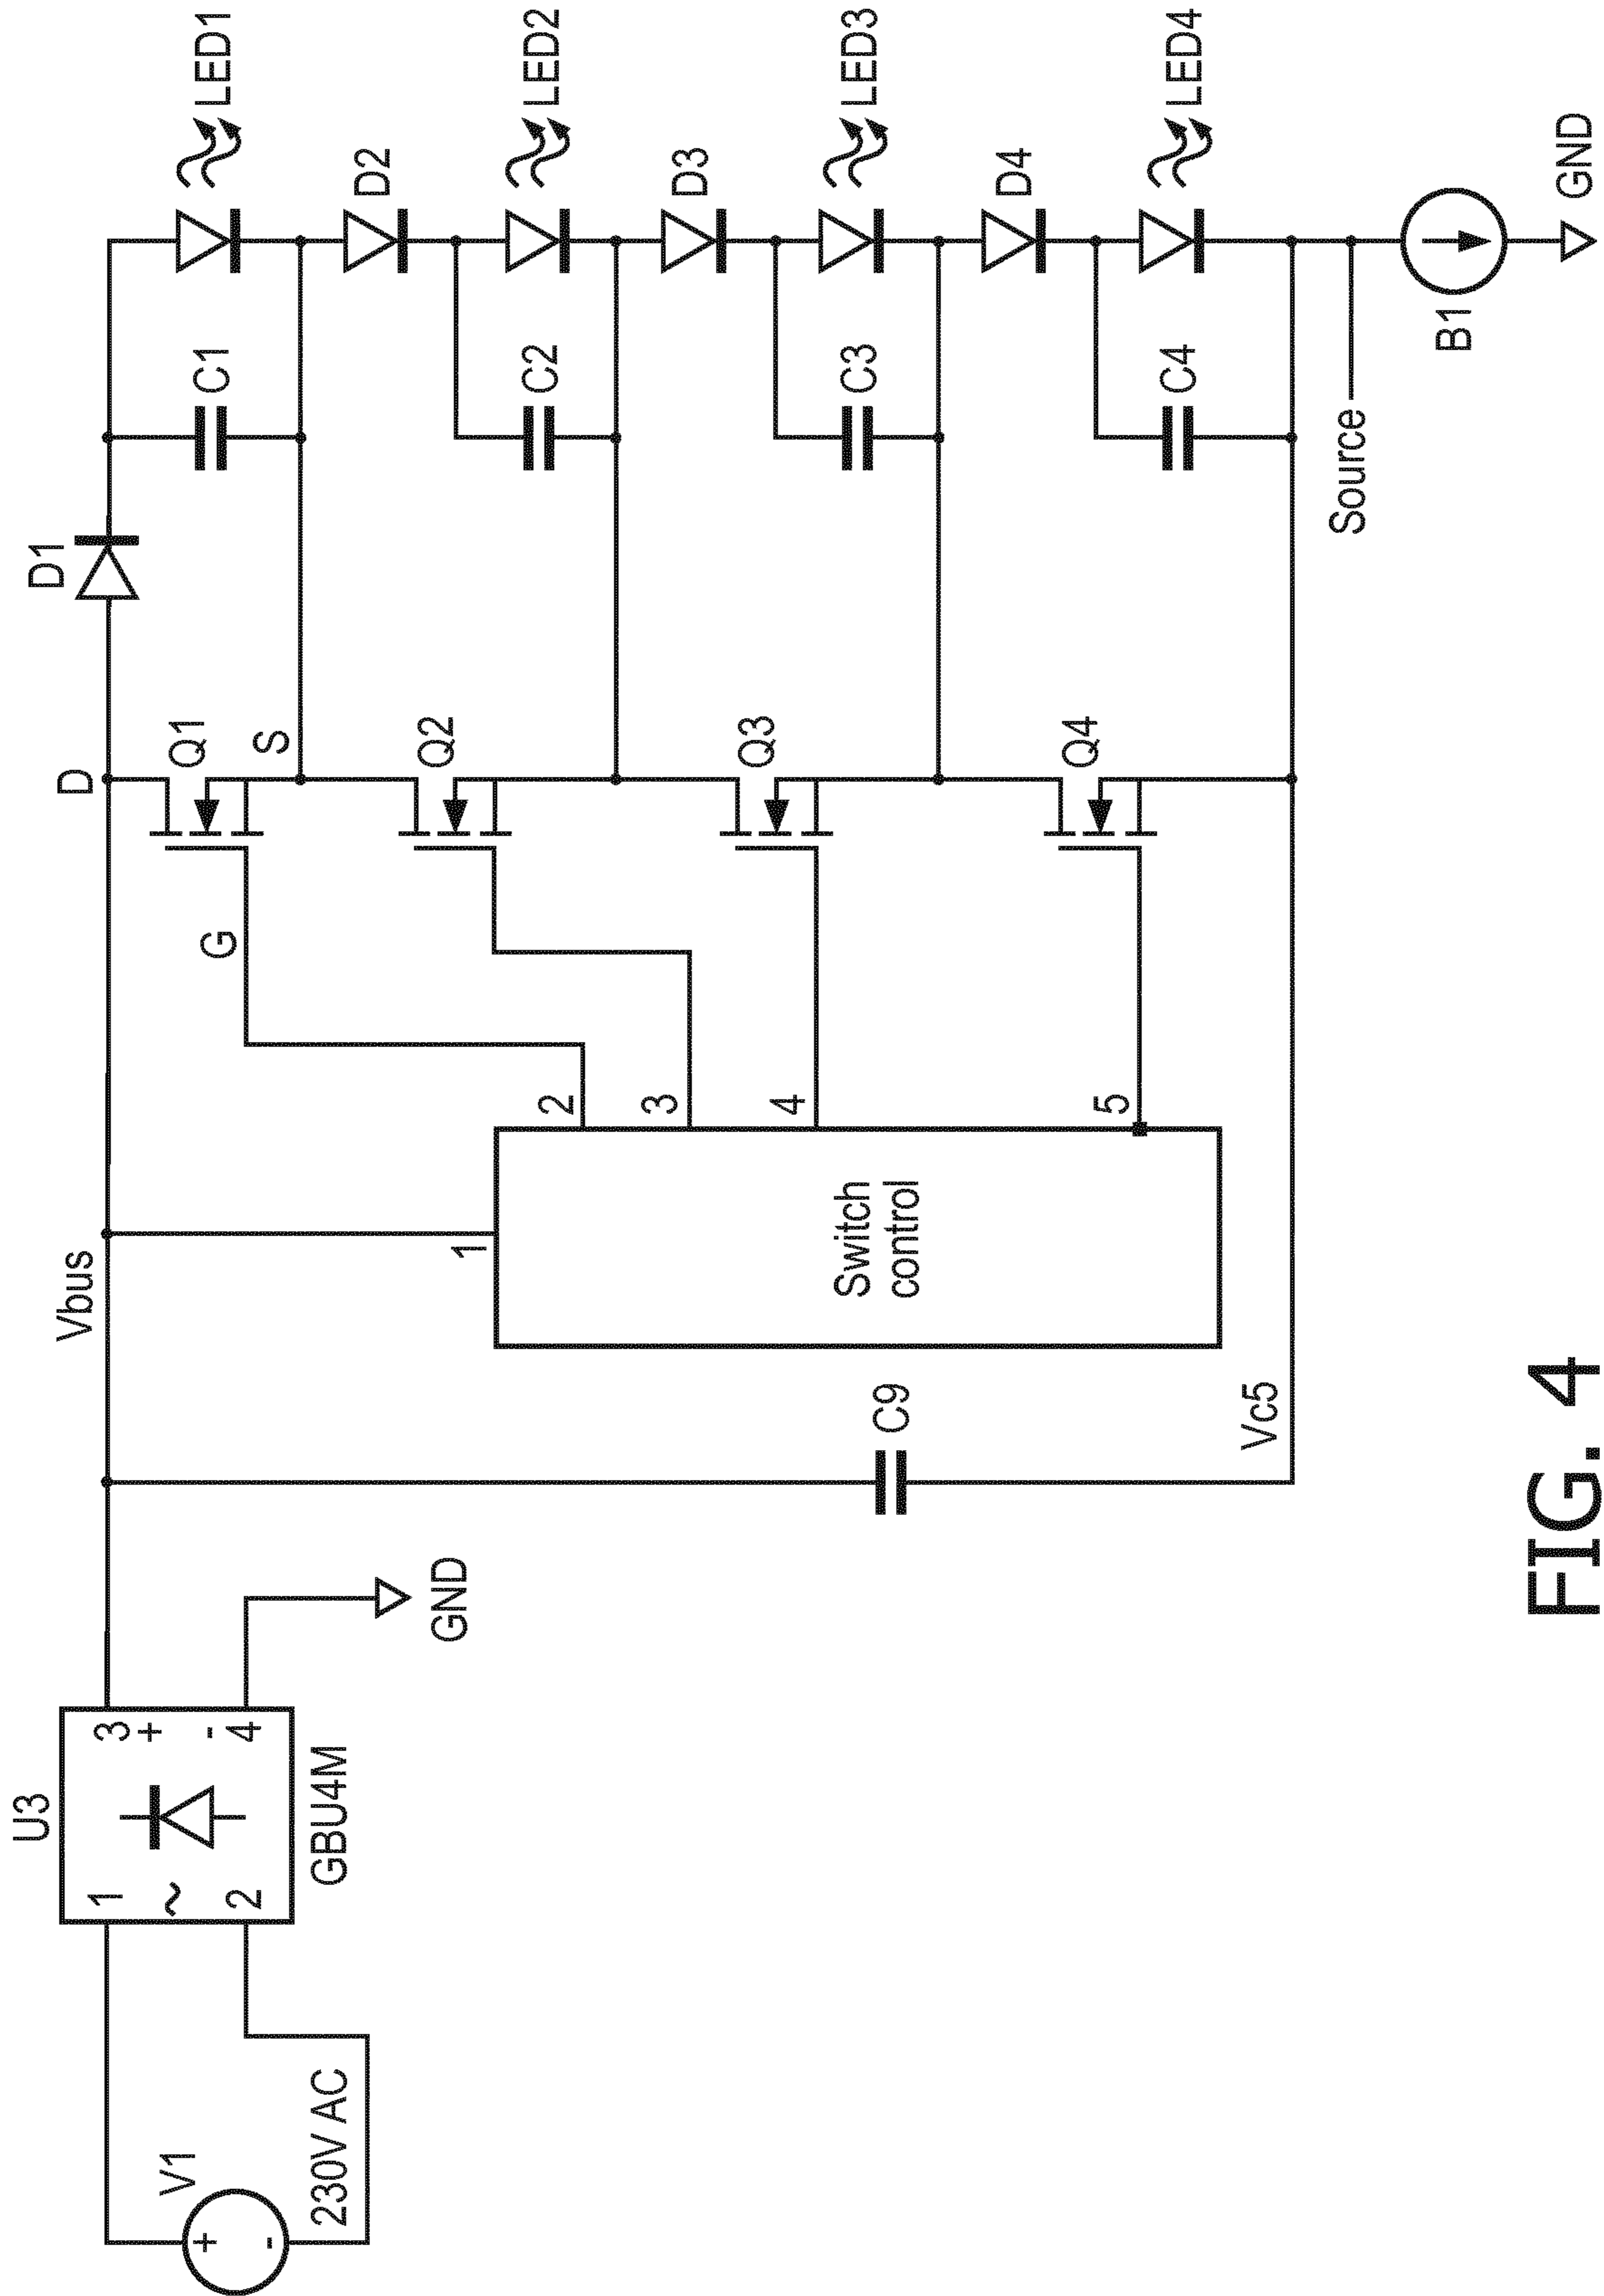 V1
+
-
230V AC
U3
1
~
2
3
+
-
4
GBU4M
GND
Vbus
C9
Vc5
1
Switch
control
2
3
4
5
D
G
S
Q1
Q2
Q3
Q4
D1
C1
C2
C3
C4
D2
D3
D4
LED1
LED2
LED3
LED4
Source
B1
GND
FIG. 4